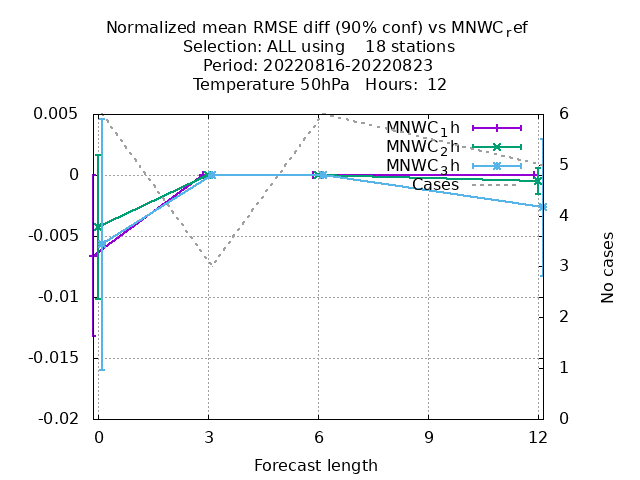 Normalized mean RMSE diff (90% conf) vs MNWC_ref
Selection: ALL using 18 stations
Period: 20220816-20220823
Temperature 50hPa Hours: 12
0.005
0
-0.005
-0.01
-0.015
-0.02
MNWC_1h
MNWC_2h
MNWC_3h
Cases
6
5
4
3
2
1
0
No cases
0 3 6 9 12
Forecast length